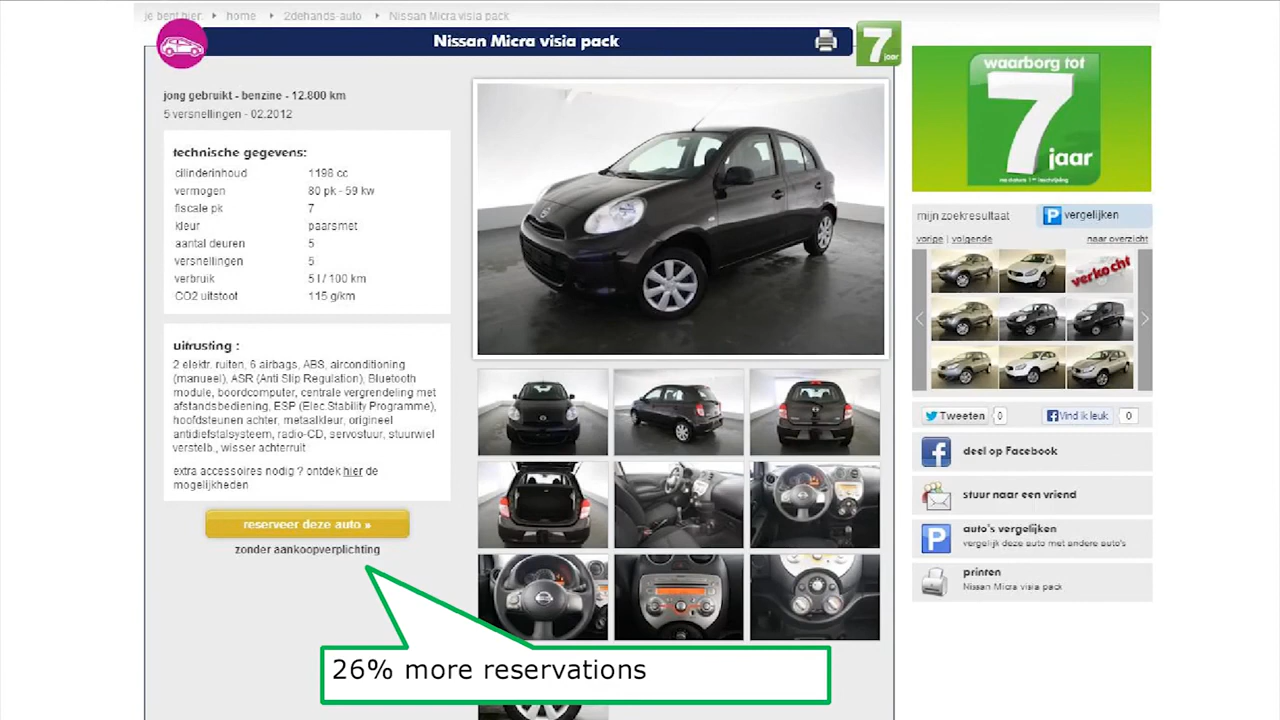 je bent hier: home 2dehands-auto Nissan Micra visia pack
Nissan Micra visia pack
7 jaar
jong gebruikt - benzine - 12.800 km
5 versnellingen - 02.2012
technische gegevens:
cilinderinhoud 1198 cc
vermogen 80 pk - 59 kw
fiscale pk 7
kleur paarsmet
aantal deuren 5
versnellingen 5
verbruik 5 l / 100 km
CO2 uitstoot 115 g/km
uitrusting :
2 elektr. ruiten, 6 airbags, ABS, airconditioning
(manueel), ASR (Anti Slip Regulation), Bluetooth
module, boordcomputer, centrale vergrendeling met
afstandsbediening, ESP (Elec.Stability Programme),
hoofdsteunen achter, metaalkleur, origineel
antidiefstalsysteem, radio-CD, servostuur, stuurwiel
verstelb., wisser achterruit
extra accessoires nodig ? ontdek hier de
mogelijkheden
reserveer deze auto »
zonder aankoopverplichting
26% more reservations
waarborg tot
7
jaar
mijn zoekresultaat
P vergelijken
vorige | volgende naar overzicht
verkocht
Tweeten 0 Vind ik leuk 0
deel op Facebook
stuur naar een vriend
P auto's vergelijken
vergelijk deze auto met andere auto's
printen
Nissan Micra visia pack